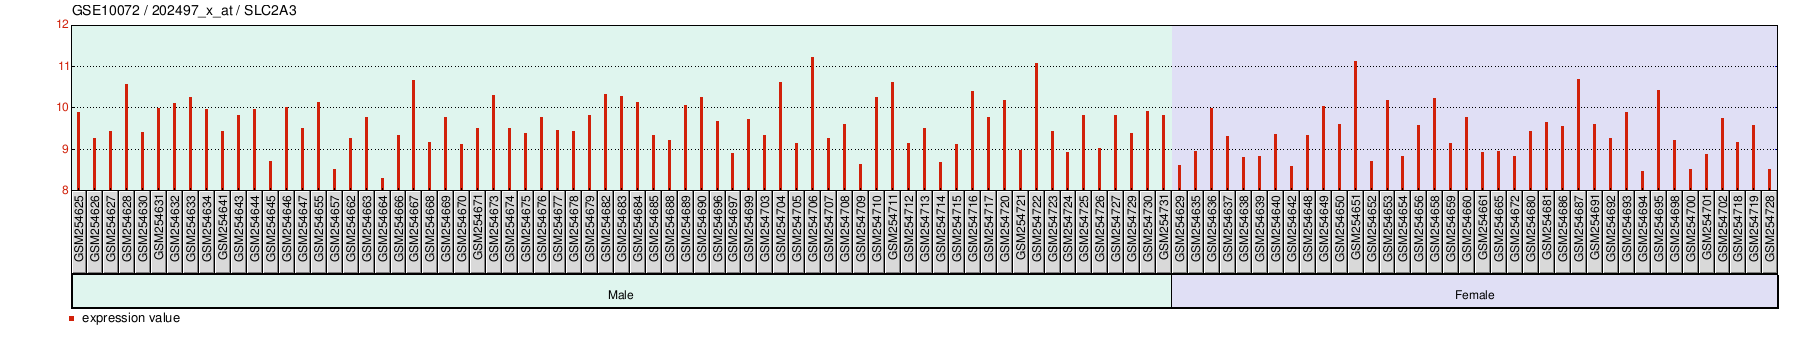 GSE10072 / 202497_x_at / SLC2A3
12
11
10
9
8
GSM254625
GSM254626
GSM254627
GSM254628
GSM254630
GSM254631
GSM254632
GSM254633
GSM254634
GSM254641
GSM254643
GSM254644
GSM254645
GSM254646
GSM254647
GSM254655
GSM254657
GSM254662
GSM254663
GSM254664
GSM254666
GSM254667
GSM254668
GSM254669
GSM254670
GSM254671
GSM254673
GSM254674
GSM254675
GSM254676
GSM254677
GSM254678
GSM254679
GSM254682
GSM254683
GSM254684
GSM254685
GSM254688
GSM254689
GSM254690
GSM254696
GSM254697
GSM254699
GSM254703
GSM254704
GSM254705
GSM254706
GSM254707
GSM254708
GSM254709
GSM254710
GSM254711
GSM254712
GSM254713
GSM254714
GSM254715
GSM254716
GSM254717
GSM254720
GSM254721
GSM254722
GSM254723
GSM254724
GSM254725
GSM254726
GSM254727
GSM254729
GSM254730
GSM254731
GSM254629
GSM254635
GSM254636
GSM254637
GSM254638
GSM254639
GSM254640
GSM254642
GSM254648
GSM254649
GSM254650
GSM254651
GSM254652
GSM254653
GSM254654
GSM254656
GSM254658
GSM254659
GSM254660
GSM254661
GSM254665
GSM254672
GSM254680
GSM254681
GSM254686
GSM254687
GSM254691
GSM254692
GSM254693
GSM254694
GSM254695
GSM254698
GSM254700
GSM254701
GSM254702
GSM254718
GSM254719
GSM254728
Male
Female
expression value